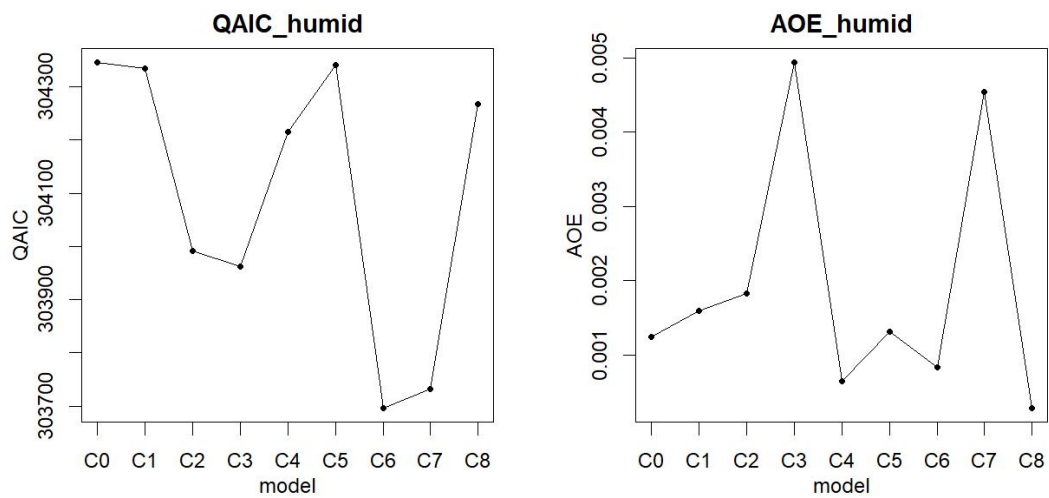 QAIC_humid
QAIC
304300
304100
303900
303700
C0 C1 C2 C3 C4 C5 C6 C7 C8
model
AOE_humid
AOE
0.005
0.004
0.003
0.002
0.001
C0 C1 C2 C3 C4 C5 C6 C7 C8
model